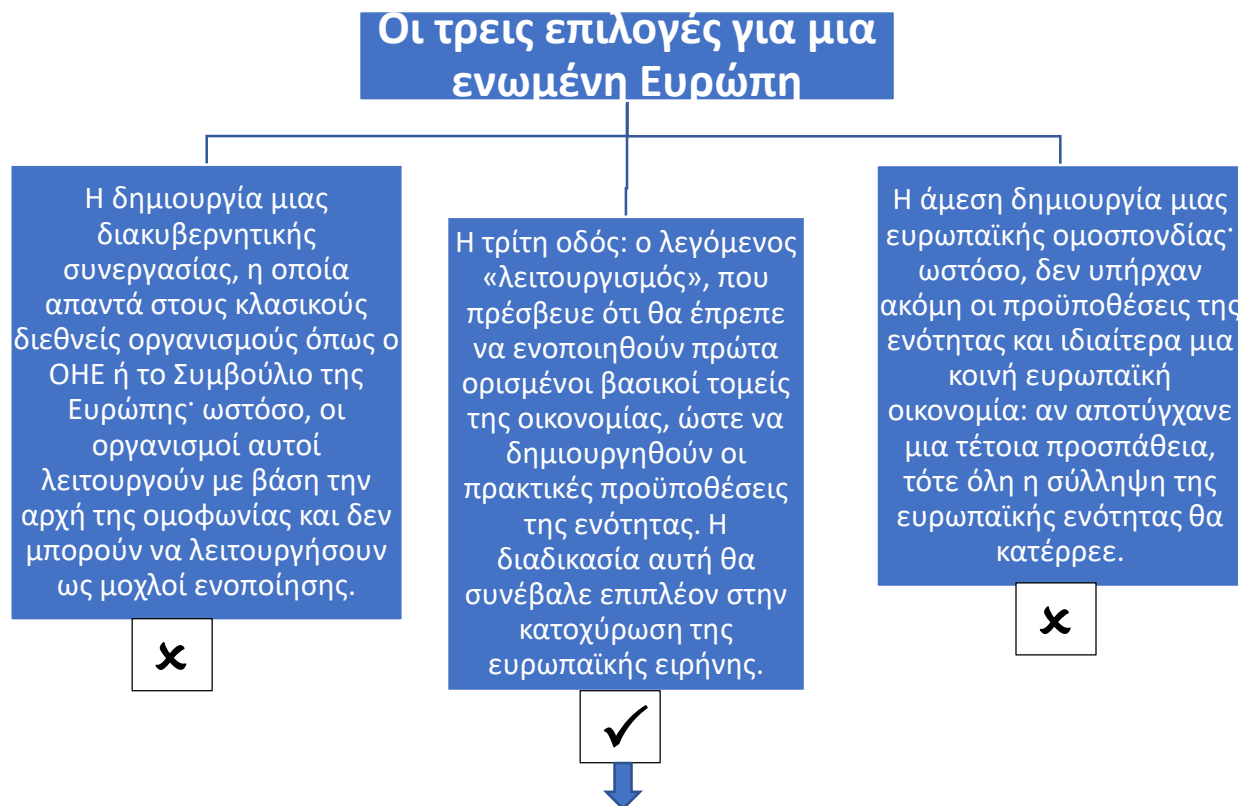 Οι τρεις επιλογές για μια
ενωμένη Ευρώπη
Η δημιουργία μιας
διακυβερνητικής
συνεργασίας, η οποία
απαντά στους κλασικούς
διεθνείς οργανισμούς όπως ο
ΟΗΕ ή το Συμβούλιο της
Ευρώπης· ωστόσο, οι
οργανισμοί αυτοί
λειτουργούν με βάση την
αρχή της ομοφωνίας και δεν
μπορούν να λειτουργήσουν
ως μοχλοί ενοποίησης.
Η τρίτη οδός: ο λεγόμενος
«λειτουργισμός», που
πρέσβευε ότι θα έπρεπε
να ενοποιηθούν πρώτα
ορισμένοι βασικοί τομείς
της οικονομίας, ώστε να
δημιουργηθούν οι
πρακτικές προϋποθέσεις
της ενότητας. Η
διαδικασία αυτή θα
συνέβαλε επιπλέον στην
κατοχύρωση της
ευρωπαϊκής ειρήνης.
Η άμεση δημιουργία μιας
ευρωπαϊκής ομοσπονδίας·
ωστόσο, δεν υπήρχαν
ακόμη οι προϋποθέσεις της
ενότητας και ιδιαίτερα μια
κοινή ευρωπαϊκή
οικονομία: αν αποτύγχανε
μια τέτοια προσπάθεια,
τότε όλη η σύλληψη της
ευρωπαϊκής ενότητας θα
κατέρρεε.